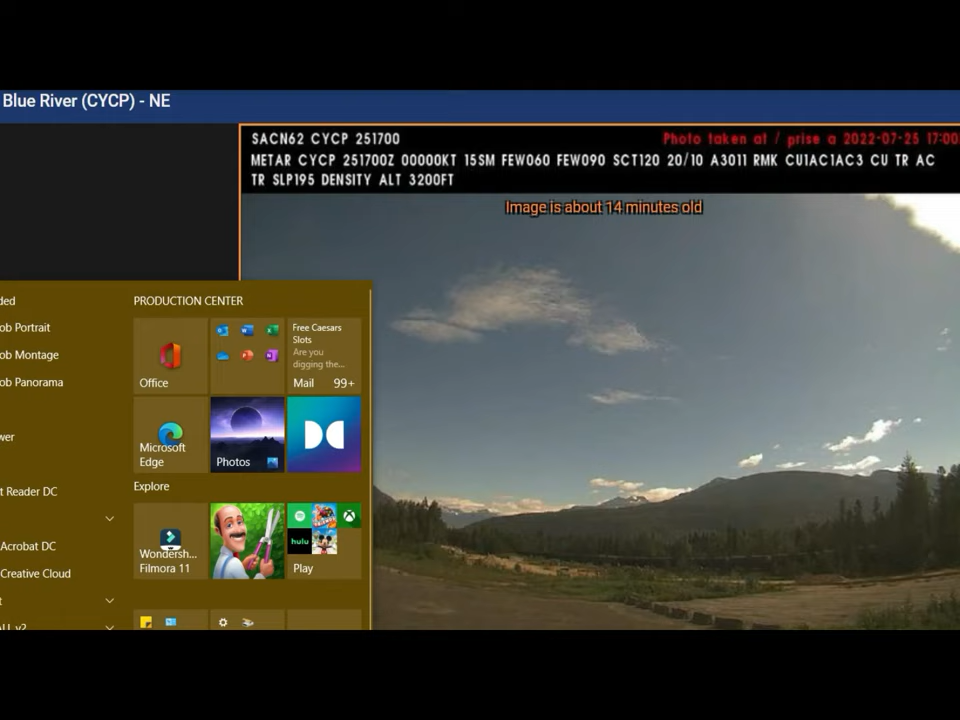 Blue River (CYCP) - NE
SACN62 CYCP 251700
Photo taken at / prise a 2022-07-25 17:00
METAR CYCP 251700Z 00000KT 15SM FEW060 FEW090 SCT120 20/10 A3011 RMK CU1AC1AC3 CU TR AC
TR SLP195 DENSITY ALT 3200FT
Image is about 14 minutes old
ded
ob Portrait
ob Montage
ob Panorama
wer
t Reader DC
Acrobat DC
Creative Cloud
t
PRODUCTION CENTER
Office
Free Caesars
Slots
Are you
digging the...
Mail 99+
Microsoft
Edge
Photos
Explore
Wondersh...
Filmora 11
hulu
Play